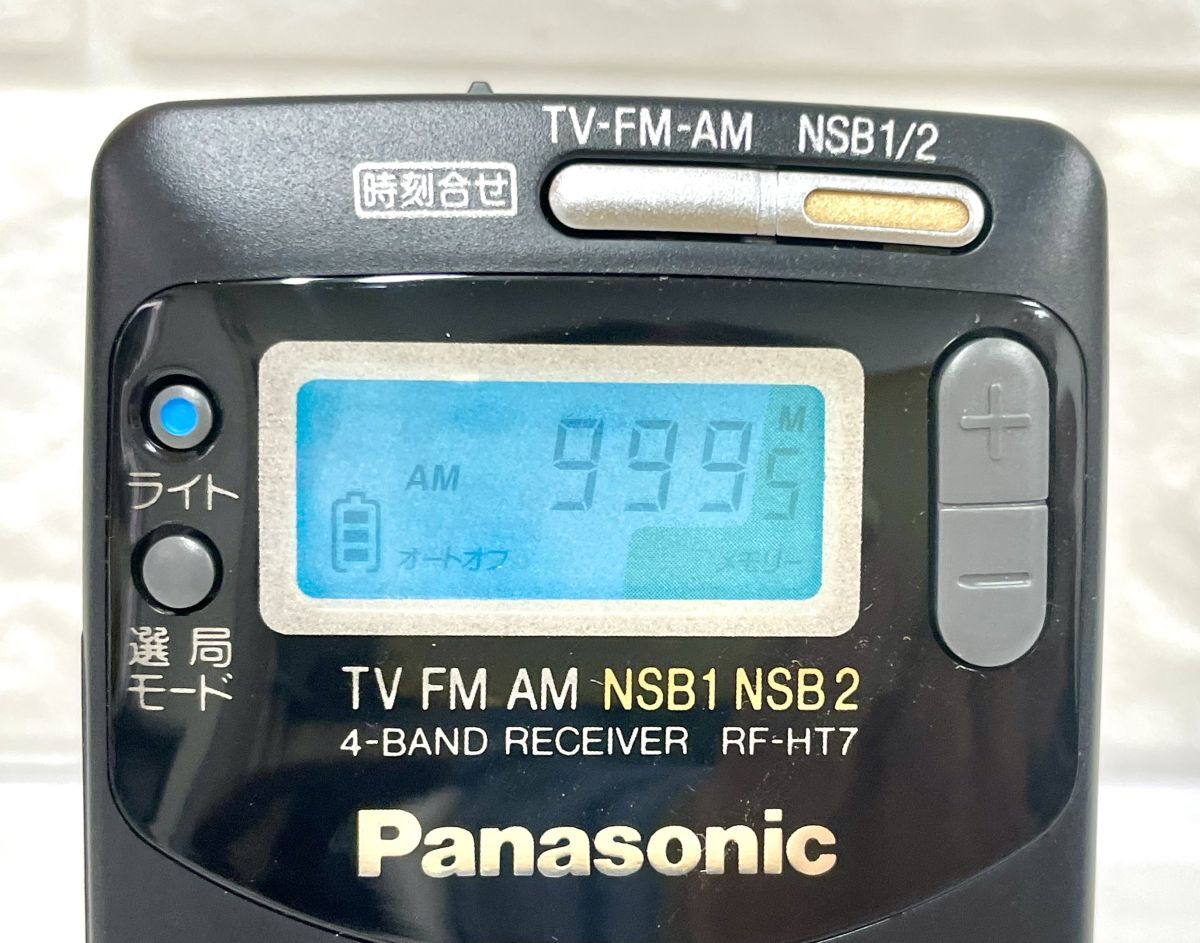 TV-FM-AM NSB1/2
時刻合せ
M
AM 999 5
オートオフ メモリー
ライト
選局
モード
+
−
TV FM AM NSB1 NSB2
4-BAND RECEIVER RF-HT7
Panasonic